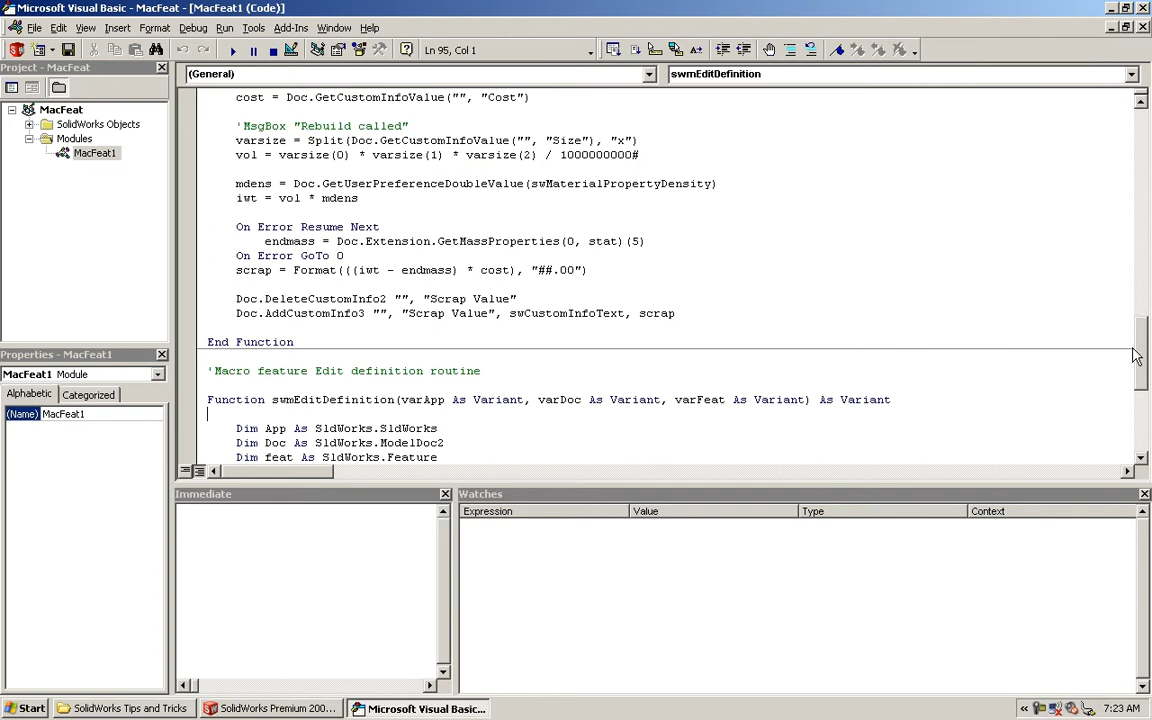 Microsoft Visual Basic - MacFeat - [MacFeat1 (Code)]
File Edit View Insert Format Debug Run Tools Add-Ins Window Help
Ln 95, Col 1
Project - MacFeat
(General)
swmEditDefinition
MacFeat
SolidWorks Objects
Modules
MacFeat1
cost = Doc.GetCustomInfoValue("", "Cost")
'MsgBox "Rebuild called"
varsize = Split(Doc.GetCustomInfoValue("", "Size"), "x")
vol = varsize(0) * varsize(1) * varsize(2) / 1000000000#
mdens = Doc.GetUserPreferenceDoubleValue(swMaterialPropertyDensity)
iwt = vol * mdens
On Error Resume Next
endmass = Doc.Extension.GetMassProperties(0, stat)(5)
On Error GoTo 0
scrap = Format(((iwt - endmass) * cost), "##.00")
Doc.DeleteCustomInfo2 "", "Scrap Value"
Doc.AddCustomInfo3 "", "Scrap Value", swCustomInfoText, scrap
End Function
'Macro feature Edit definition routine
Function swmEditDefinition(varApp As Variant, varDoc As Variant, varFeat As Variant) As Variant
Dim App As SldWorks.SldWorks
Dim Doc As SldWorks.ModelDoc2
Dim feat As SldWorks.Feature
Properties - MacFeat1
MacFeat1 Module
Alphabetic Categorized
(Name) MacFeat1
Immediate
Watches
Expression Value Type Context
Start
SolidWorks Tips and Tricks
SolidWorks Premium 200...
Microsoft Visual Basic...
«
7:23 AM